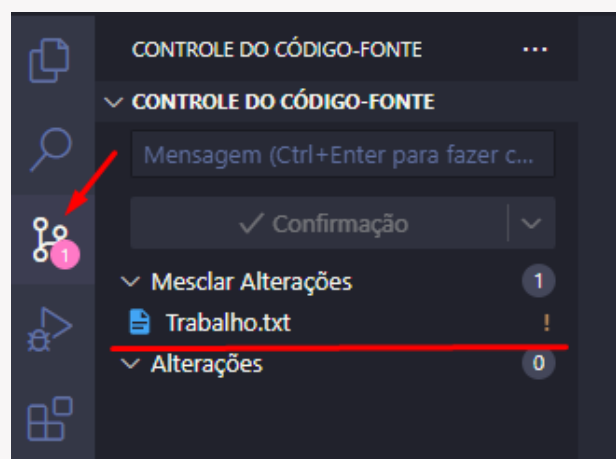 CONTROLE DO CÓDIGO-FONTE ...
CONTROLE DO CÓDIGO-FONTE
Mensagem (Ctrl+Enter para fazer c...
1
Confirmação
Mesclar Alterações 1
Trabalho.txt !
Alterações 0